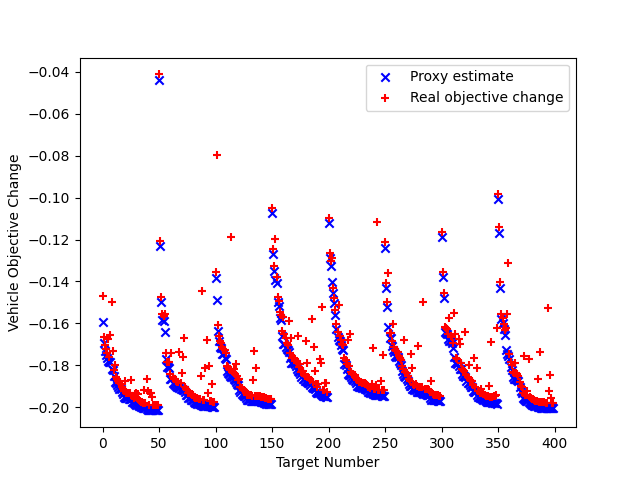 Proxy estimate
Real objective change
Vehicle Objective Change
−0.04
−0.06
−0.08
−0.10
−0.12
−0.14
−0.16
−0.18
−0.20
0 50 100 150 200 250 300 350 400
Target Number